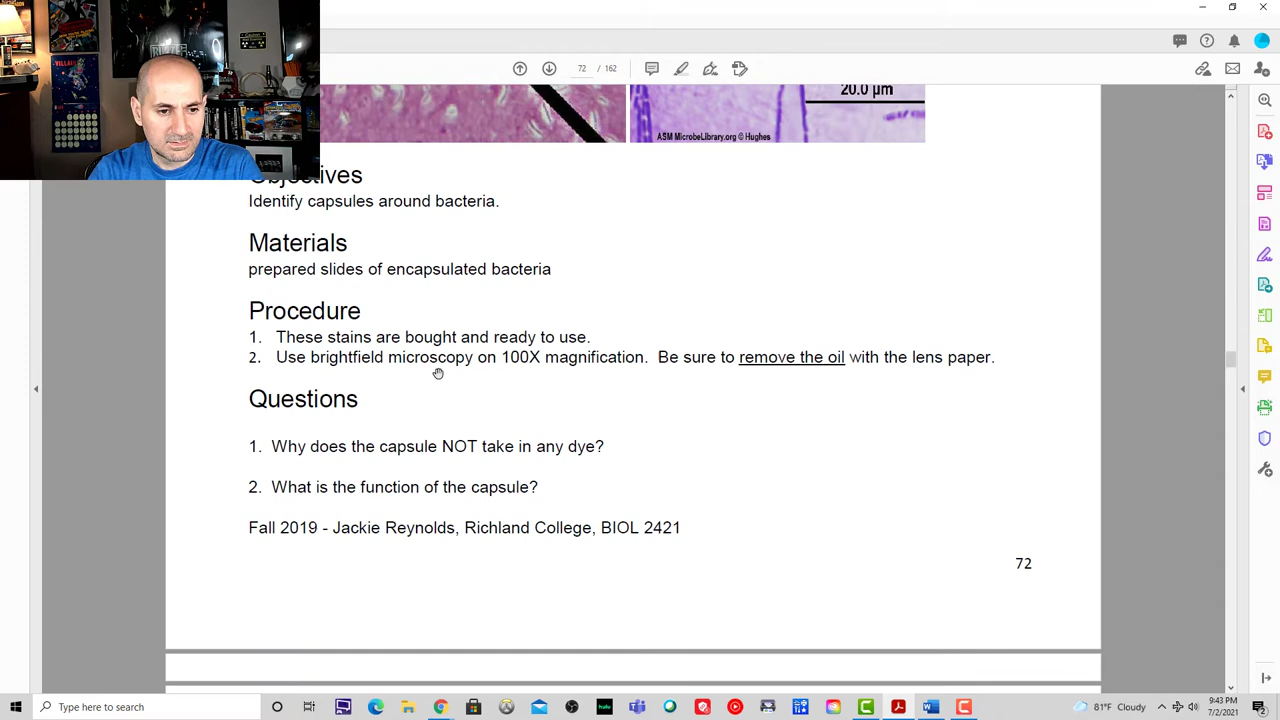 72 / 162
20.0 µm
ASM MicrobeLibrary.org © Hughes
Objectives
Identify capsules around bacteria.
Materials
prepared slides of encapsulated bacteria
Procedure
1. These stains are bought and ready to use.
2. Use brightfield microscopy on 100X magnification. Be sure to remove the oil with the lens paper.
Questions
1. Why does the capsule NOT take in any dye?
2. What is the function of the capsule?
Fall 2019 - Jackie Reynolds, Richland College, BIOL 2421
72
Type here to search
hulu
81°F Cloudy
9:43 PM
7/2/2021